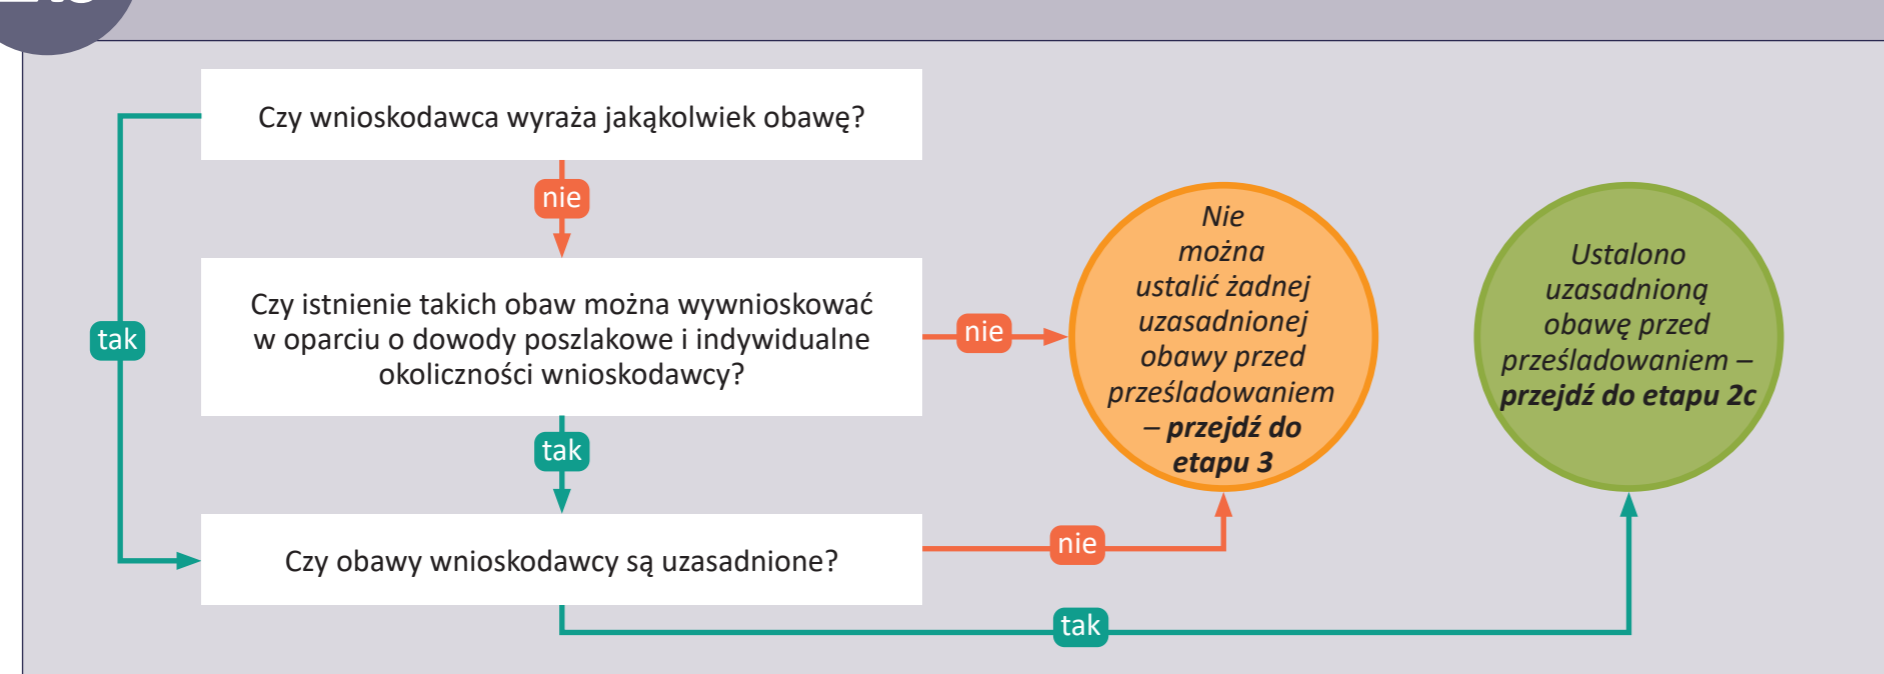 Czy wnioskodawca wyraża jakąkolwiek obawę?
nie
Czy istnienie takich obaw można wywnioskować
w oparciu o dowody poszlakowe i indywidualne
okoliczności wnioskodawcy?
tak
nie
tak
Czy obawy wnioskodawcy są uzasadnione?
nie
tak
Nie
można
ustalić żadnej
uzasadnionej
obawy przed
prześladowaniem
– przejdź do
etapu 3
Ustalono
uzasadnioną
obawę przed
prześladowaniem –
przejdź do etapu 2c